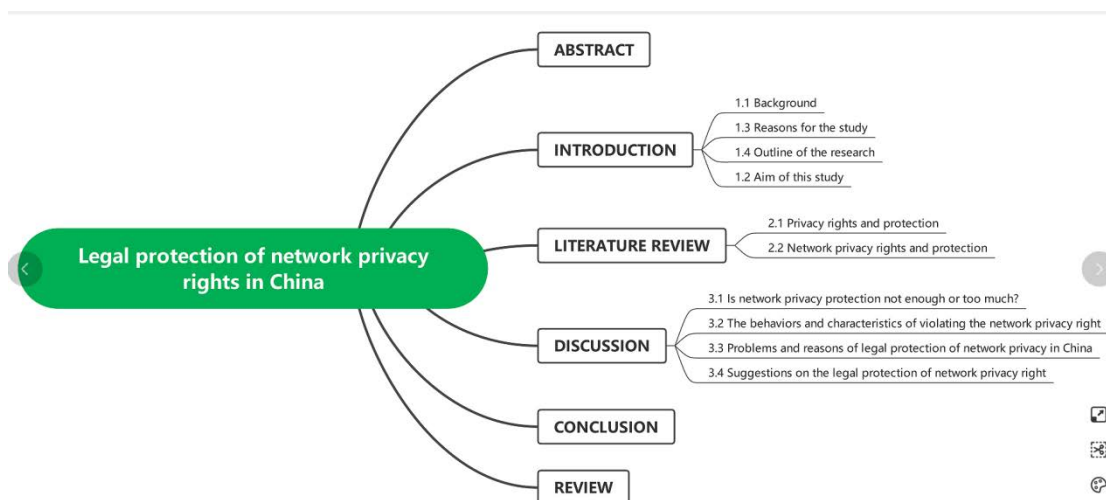 ABSTRACT
1.1 Background
1.3 Reasons for the study
INTRODUCTION
1.4 Outline of the research
1.2 Aim of this study
Legal protection of network privacy
rights in China
LITERATURE REVIEW
2.1 Privacy rights and protection
2.2 Network privacy rights and protection
3.1 Is network privacy protection not enough or too much?
3.2 The behaviors and characteristics of violating the network privacy right
DISCUSSION
3.3 Problems and reasons of legal protection of network privacy in China
3.4 Suggestions on the legal protection of network privacy right
CONCLUSION
REVIEW